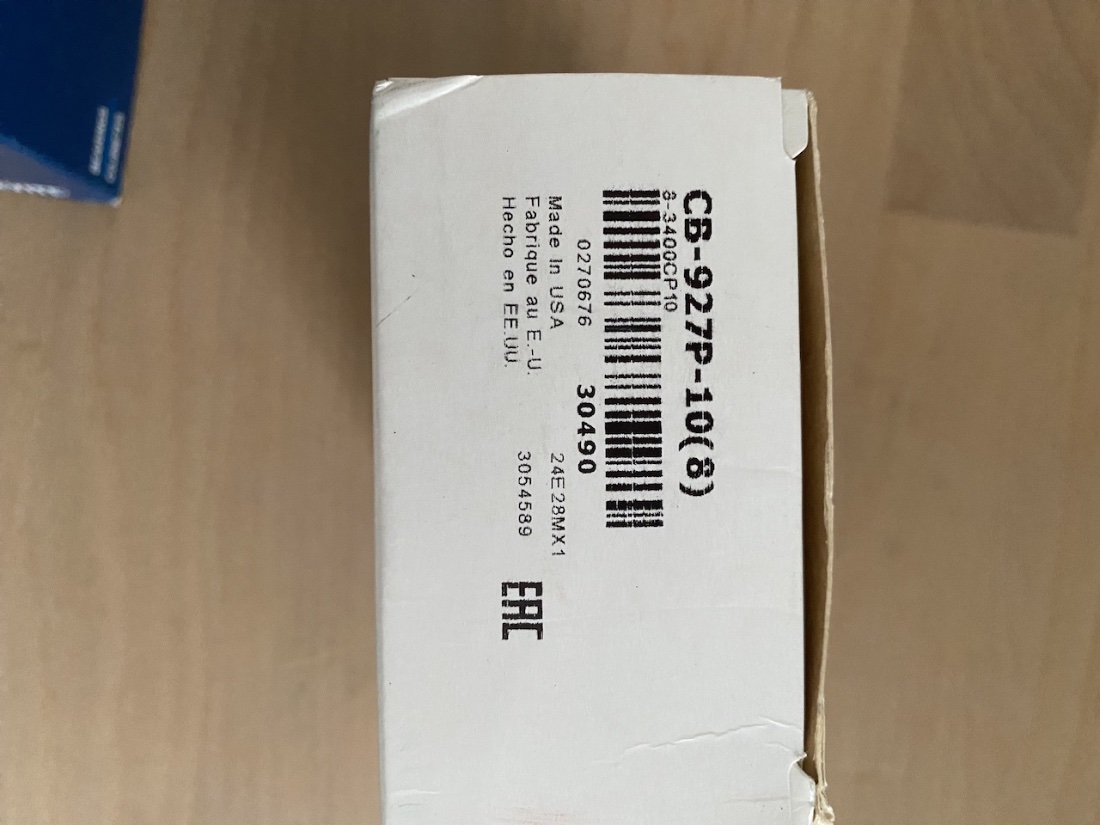 CB-927P-10(8)
8-3400CP10
0270676 30490
Made In USA 24E28MX1
Fabrique au E.-U. 3054589
Hecho en EE.UU.
EAC